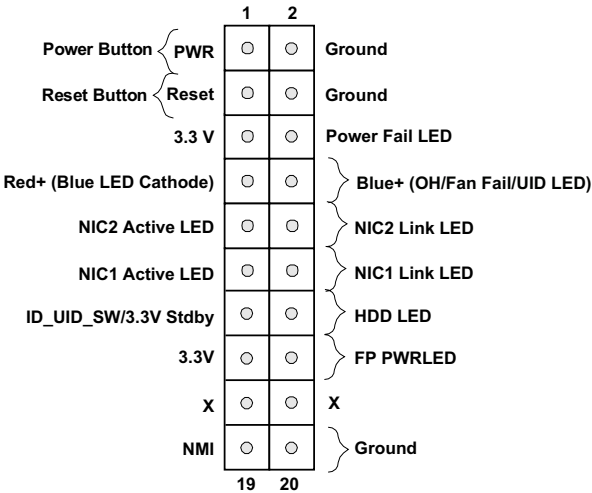 1 2
Power Button PWR Ground
Reset Button Reset Ground
3.3 V Power Fail LED
Red+ (Blue LED Cathode) Blue+ (OH/Fan Fail/UID LED)
NIC2 Active LED NIC2 Link LED
NIC1 Active LED NIC1 Link LED
ID_UID_SW/3.3V Stdby HDD LED
3.3V FP PWRLED
X X
NMI Ground
19 20